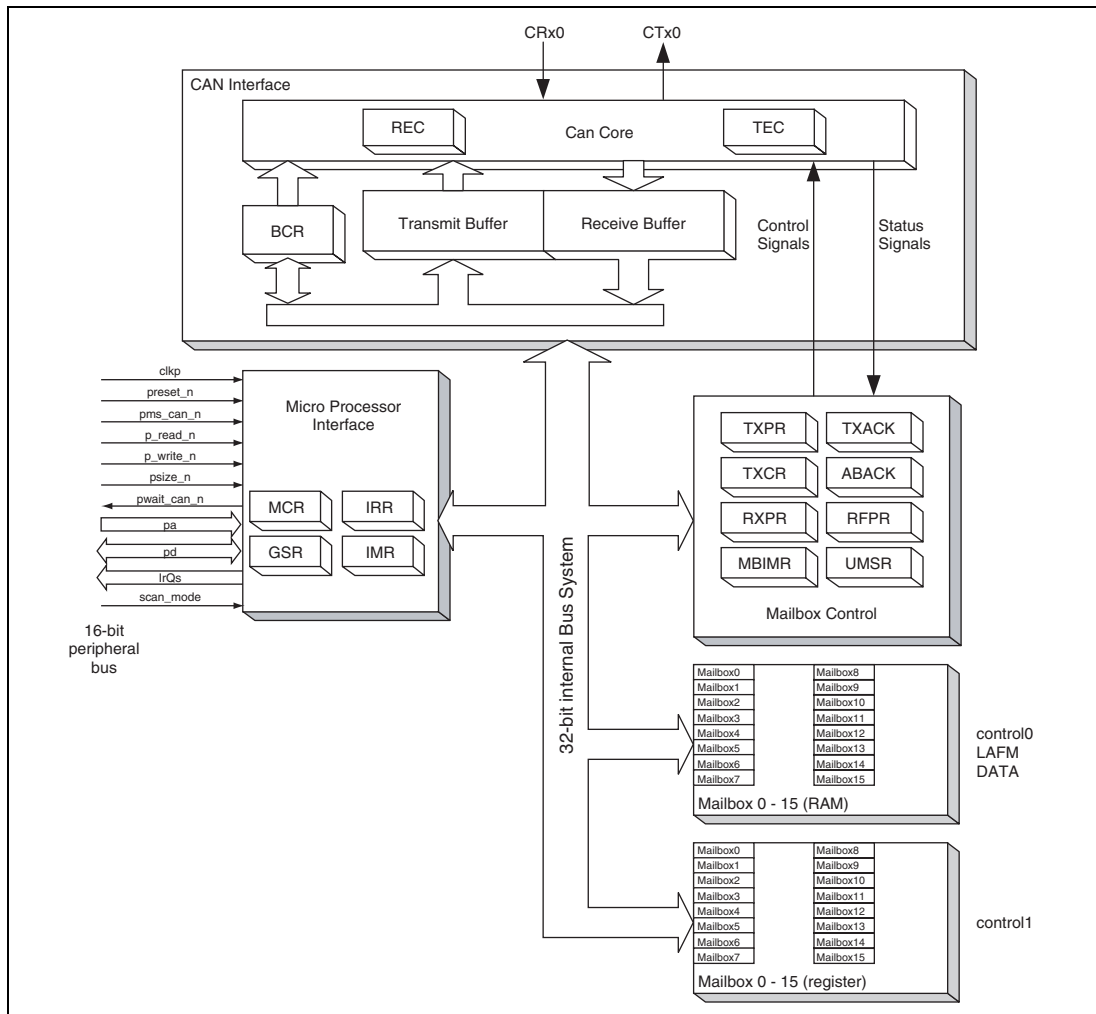 CRx0
CTx0
CAN Interface
REC
Can Core
TEC
BCR
Transmit Buffer
Receive Buffer
Control
Signals
Status
Signals
clkp
preset_n
pms_can_n
p_read_n
p_write_n
psize_n
pwait_can_n
pa
pd
IrQs
scan_mode
16-bit
peripheral
bus
Micro Processor
Interface
MCR
IRR
GSR
IMR
32-bit internal Bus System
TXPR
TXACK
TXCR
ABACK
RXPR
RFPR
MBIMR
UMSR
Mailbox Control
Mailbox0
Mailbox1
Mailbox2
Mailbox3
Mailbox4
Mailbox5
Mailbox6
Mailbox7
Mailbox8
Mailbox9
Mailbox10
Mailbox11
Mailbox12
Mailbox13
Mailbox14
Mailbox15
Mailbox 0 - 15 (RAM)
control0
LAFM
DATA
Mailbox0
Mailbox1
Mailbox2
Mailbox3
Mailbox4
Mailbox5
Mailbox6
Mailbox7
Mailbox8
Mailbox9
Mailbox10
Mailbox11
Mailbox12
Mailbox13
Mailbox14
Mailbox15
Mailbox 0 - 15 (register)
control1